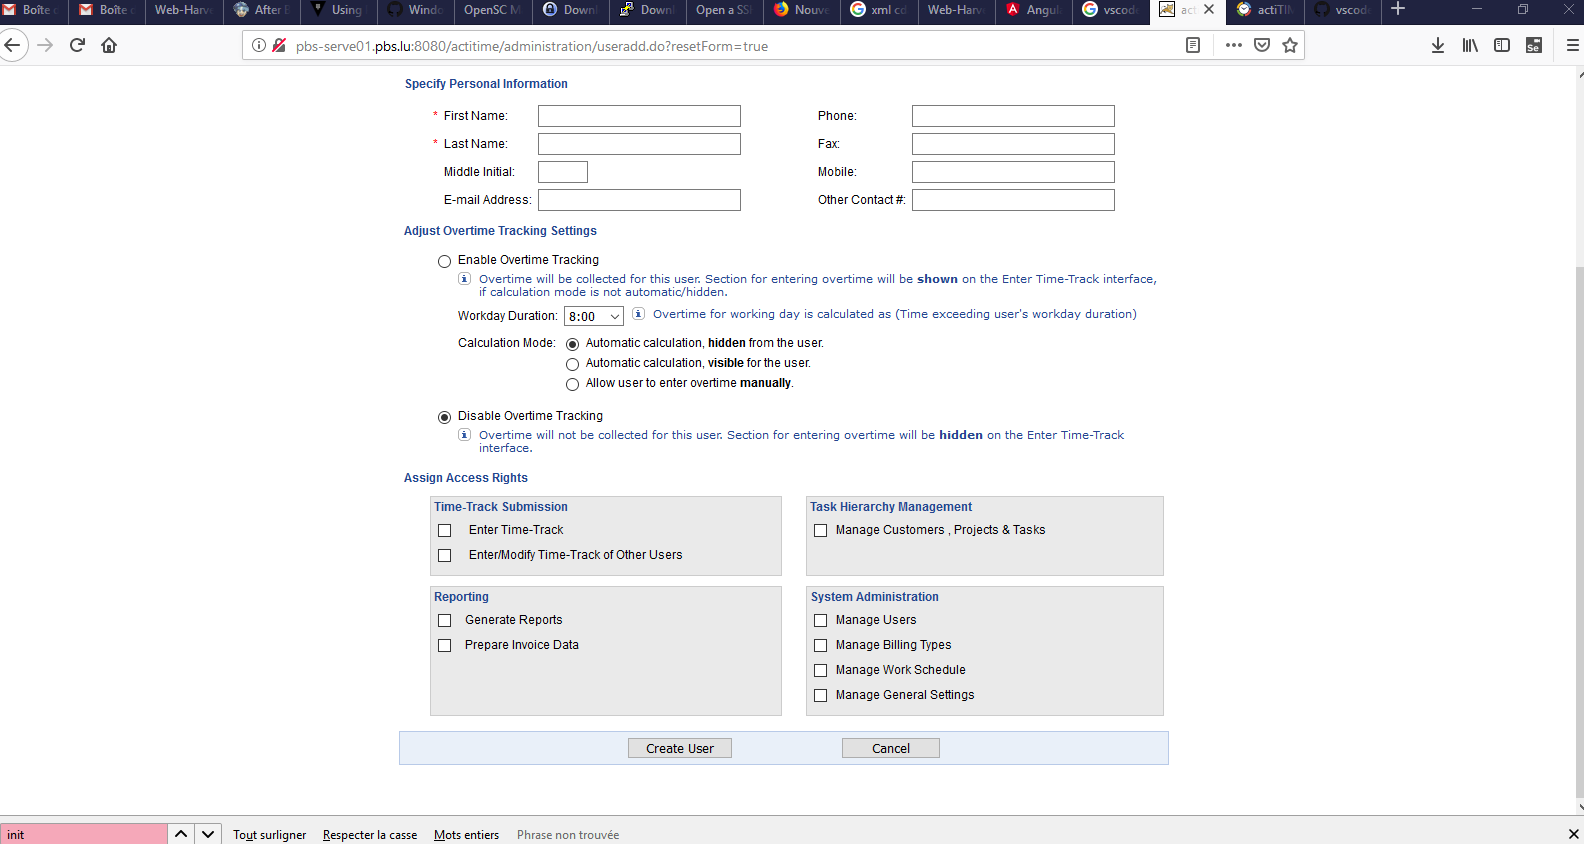 Boîte
Boîte
Web-Harv
After
Using
Windo
OpenSC M
Down
Down
Open a SS
Nouve
xml cd
Web-Harv
Angul
vscod
act
actiTI
vscod
pbs-serve01.pbs.lu:8080/actitime/administration/useradd.do?resetForm=true
Specify Personal Information
* First Name: Phone:
* Last Name: Fax:
Middle Initial: Mobile:
E-mail Address: Other Contact #:
Adjust Overtime Tracking Settings
Enable Overtime Tracking
Overtime will be collected for this user. Section for entering overtime will be shown on the Enter Time-Track interface,
if calculation mode is not automatic/hidden.
Workday Duration: 8:00 Overtime for working day is calculated as (Time exceeding user's workday duration)
Calculation Mode: Automatic calculation, hidden from the user.
Automatic calculation, visible for the user.
Allow user to enter overtime manually.
Disable Overtime Tracking
Overtime will not be collected for this user. Section for entering overtime will be hidden on the Enter Time-Track
interface.
Assign Access Rights
Time-Track Submission
Enter Time-Track
Enter/Modify Time-Track of Other Users
Task Hierarchy Management
Manage Customers , Projects & Tasks
Reporting
Generate Reports
Prepare Invoice Data
System Administration
Manage Users
Manage Billing Types
Manage Work Schedule
Manage General Settings
Create User Cancel
init Tout surligner Respecter la casse Mots entiers Phrase non trouvée